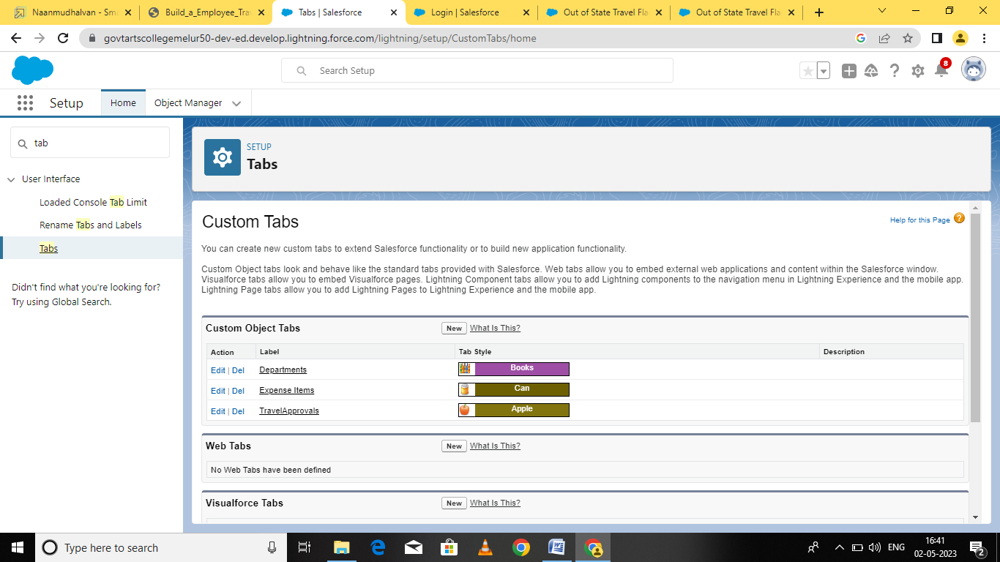 Naanmudhalvan - Sma
Build_a_Employee_Tra
Tabs | Salesforce
Login | Salesforce
Out of State Travel Fla
Out of State Travel Fla
govtartscollegemelur50-dev-ed.develop.lightning.force.com/lightning/setup/CustomTabs/home
Search Setup
8
Setup
Home
Object Manager
tab
User Interface
Loaded Console Tab Limit
Rename Tabs and Labels
Tabs
Didn't find what you're looking for?
Try using Global Search.
SETUP
Tabs
Custom Tabs
Help for this Page
You can create new custom tabs to extend Salesforce functionality or to build new application functionality.
Custom Object tabs look and behave like the standard tabs provided with Salesforce. Web tabs allow you to embed external web applications and content within the Salesforce window.
Visualforce tabs allow you to embed Visualforce pages. Lightning Component tabs allow you to add Lightning components to the navigation menu in Lightning Experience and the mobile app.
Lightning Page tabs allow you to add Lightning Pages to Lightning Experience and the mobile app.
Custom Object Tabs New What Is This?
Action Label Tab Style Description
Edit | Del Departments Books
Edit | Del Expense Items Can
Edit | Del TravelApprovals Apple
Web Tabs New What Is This?
No Web Tabs have been defined
Visualforce Tabs New What Is This?
Type here to search
ENG
16:41
02-05-2023
2